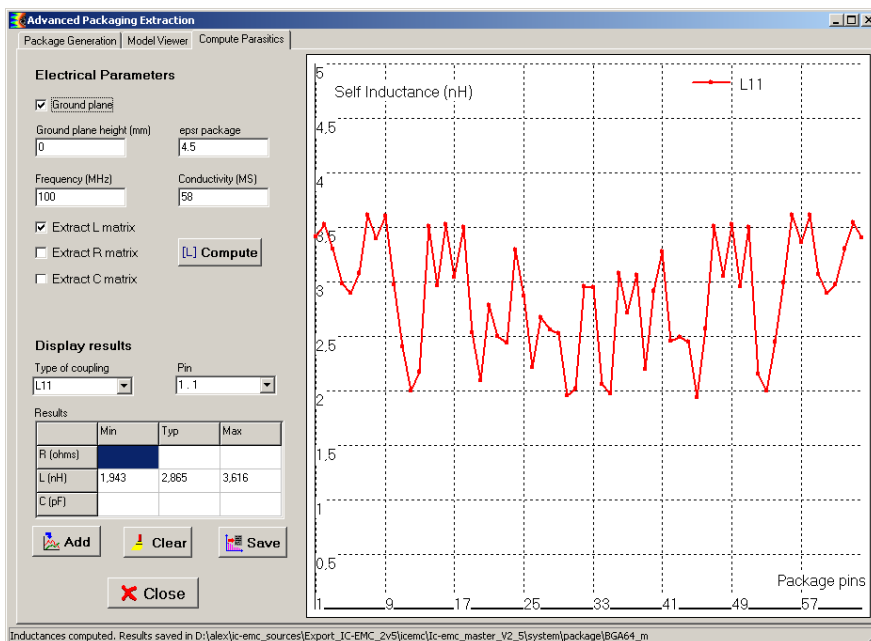 Advanced Packaging Extraction
Package Generation Model Viewer Compute Parasitics
Electrical Parameters
Ground plane
Ground plane height (mm) epsr package
0 4.5
Frequency (MHz) Conductivity (MS)
100 58
Extract L matrix
Extract R matrix
Extract C matrix
[L] Compute
Display results
Type of coupling Pin
L11 1 . 1
Results
Min Typ Max
R (ohms)
L (nH) 1,943 2,865 3,616
C (pF)
Add Clear Save
Close
Self Inductance (nH)
L11
5
4.5
4
3.5
3
2.5
2
1.5
1
0.5
Package pins
1 9 17 25 33 41 49 57
Inductances computed. Results saved in D:\alex\ic-emc_sources\Export_IC-EMC_2v5\icemc\Ic-emc_master_V2_5\system\package\BGA64_m